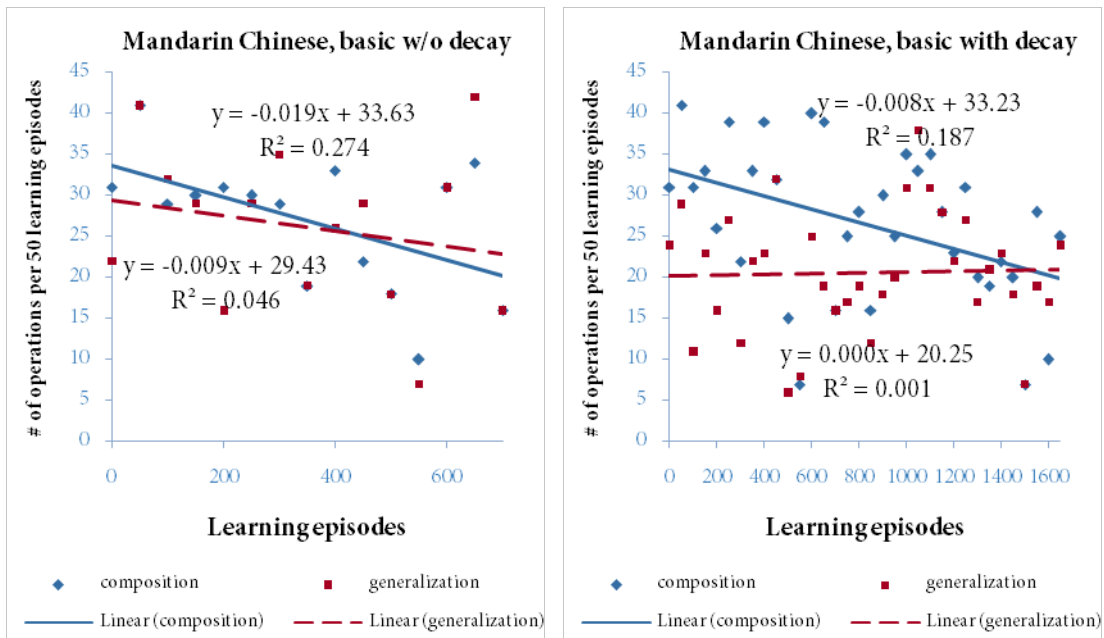 Mandarin Chinese, basic w/o decay
# of operations per 50 learning episodes
45
40
35
30
25
20
15
10
5
0
y = -0.019x + 33.63
R² = 0.274
y = -0.009x + 29.43
R² = 0.046
0 200 400 600
Learning episodes
composition generalization
Linear (composition) Linear (generalization)
Mandarin Chinese, basic with decay
# of operations per 50 learning episodes
45
40
35
30
25
20
15
10
5
0
y = -0.008x + 33.23
R² = 0.187
y = 0.000x + 20.25
R² = 0.001
0 200 400 600 800 1000 1200 1400 1600
Learning episodes
composition generalization
Linear (composition) Linear (generalization)